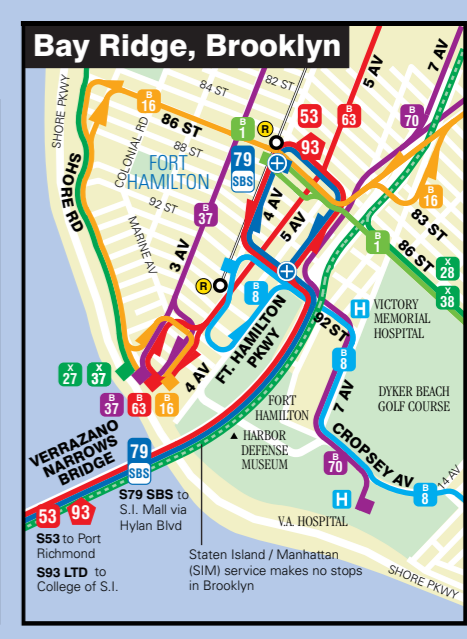 Bay Ridge, Brooklyn
SHORE PKWY
84 ST
82 ST
5 AV
7 AV
B
16
86 ST
88 ST
COLONIAL RD
FORT
HAMILTON
92 ST
SHORE RD
MARINE AV
B
37
3 AV
B
1
R
79
SBS
53
93
B
63
B
70
4 AV
5 AV
B
16
83 ST
B
1
86 ST
X
28
X
38
R
B
8
92 ST
H
VICTORY
MEMORIAL
HOSPITAL
FT. HAMILTON
PKWY
4 AV
B
8
7 AV
X
27
X
37
B
37
B
63
B
16
FORT
HAMILTON
DYKER BEACH
GOLF COURSE
▲ HARBOR
DEFENSE
MUSEUM
CROPSEY AV
14 AV
B
70
B
8
VERRAZANO
NARROWS
BRIDGE
79
SBS
53
93
H
V.A. HOSPITAL
S79 SBS to
S.I. Mall via
Hylan Blvd
S53 to Port
Richmond
S93 LTD to
College of S.I.
Staten Island / Manhattan
(SIM) service makes no stops
in Brooklyn
SHORE PKWY